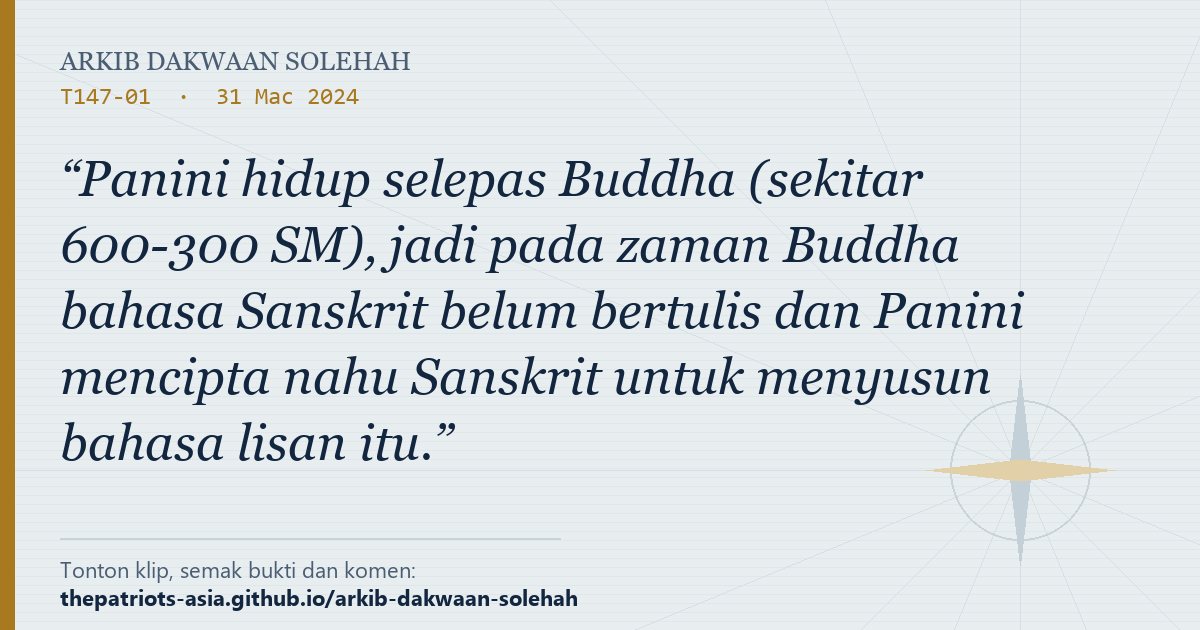 ARKIB DAKWAAN SOLEHAH
T147-01 · 31 Mac 2024
“Panini hidup selepas Buddha (sekitar
600-300 SM), jadi pada zaman Buddha
bahasa Sanskrit belum bertulis dan Panini
mencipta nahu Sanskrit untuk menyusun
bahasa lisan itu.”
Tonton klip, semak bukti dan komen:
thepatriots-asia.github.io/arkib-dakwaan-solehah